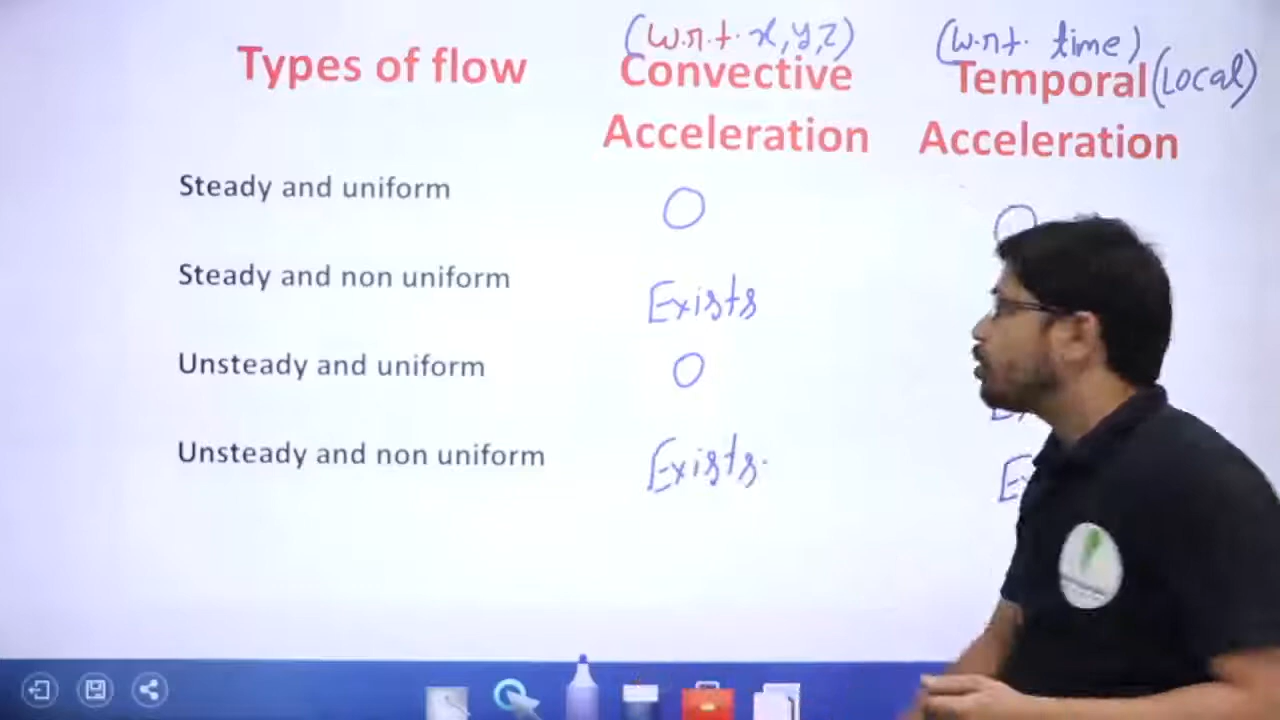 (w.r.t. x,y,z) (w.r.t. time)
Types of flow Convective Temporal (Local)
Acceleration Acceleration
Steady and uniform 0 0
Steady and non uniform Exists
Unsteady and uniform 0
Unsteady and non uniform Exists.